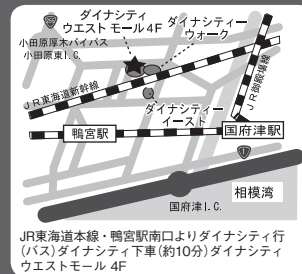 ダイナシティ
ウエスト モール 4F
ダイナシティー
ウォーク
小田原厚木バイパス
小田原東I.C.
JR東海道新幹線
ダイナシティー
イースト
JR御殿場線
鴨宮駅
国府津駅
1
相模湾
国府津I.C.
JR東海道本線・鴨宮駅南口よりダイナシティ行
(バス)ダイナシティ下車(約10分)ダイナシティ
ウエストモール 4F